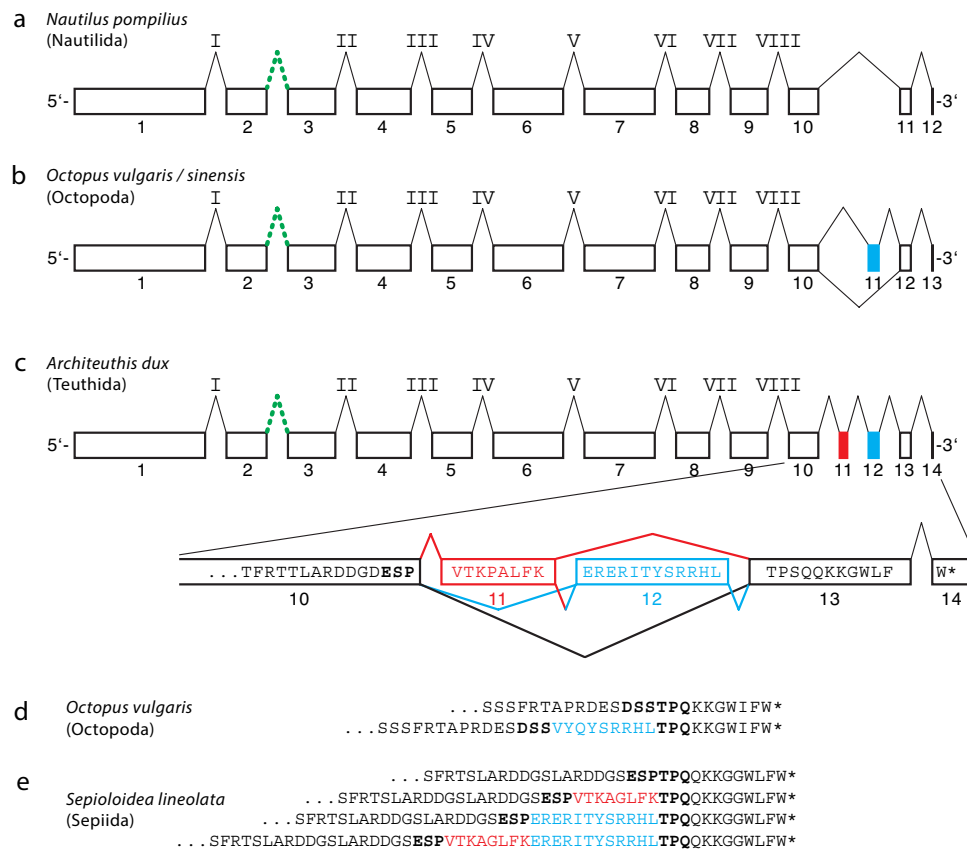 a Nautilus pompilius
(Nautilida)
I II III IV V VI VII VIII
5‘- -3‘
1 2 3 4 5 6 7 8 9 10 11 12
b Octopus vulgaris / sinensis
(Octopoda)
I II III IV V VI VII VIII
5‘- -3‘
1 2 3 4 5 6 7 8 9 10 11 12 13
c Architeuthis dux
(Teuthida)
I II III IV V VI VII VIII
5‘- -3‘
1 2 3 4 5 6 7 8 9 10 11 12 13 14
...TFRTTLARDDGDESP VTKPALFK ERERITYSRRHL TPSQQKKGWLF W*
10 11 12 13 14
d Octopus vulgaris
(Octopoda)
...SSSFRTAPRDESDSSTPQKKGWIFW*
...SSSFRTAPRDESDSSVYQYSRRHLTPQKKGWIFW*
e Sepioloidea lineolata
(Sepiida)
...SFRTSLARDDGSLARDDGSESPTPQQKKGGWLFW*
...SFRTSLARDDGSLARDDGSESPVTKAGLFKTPQQKKGGWLFW*
...SFRTSLARDDGSLARDDGSESPERERITYSRRHLTPQQKKGGWLFW*
...SFRTSLARDDGSLARDDGSESPVTKAGLFKERERITYSRRHLTPQQKKGGWLFW*